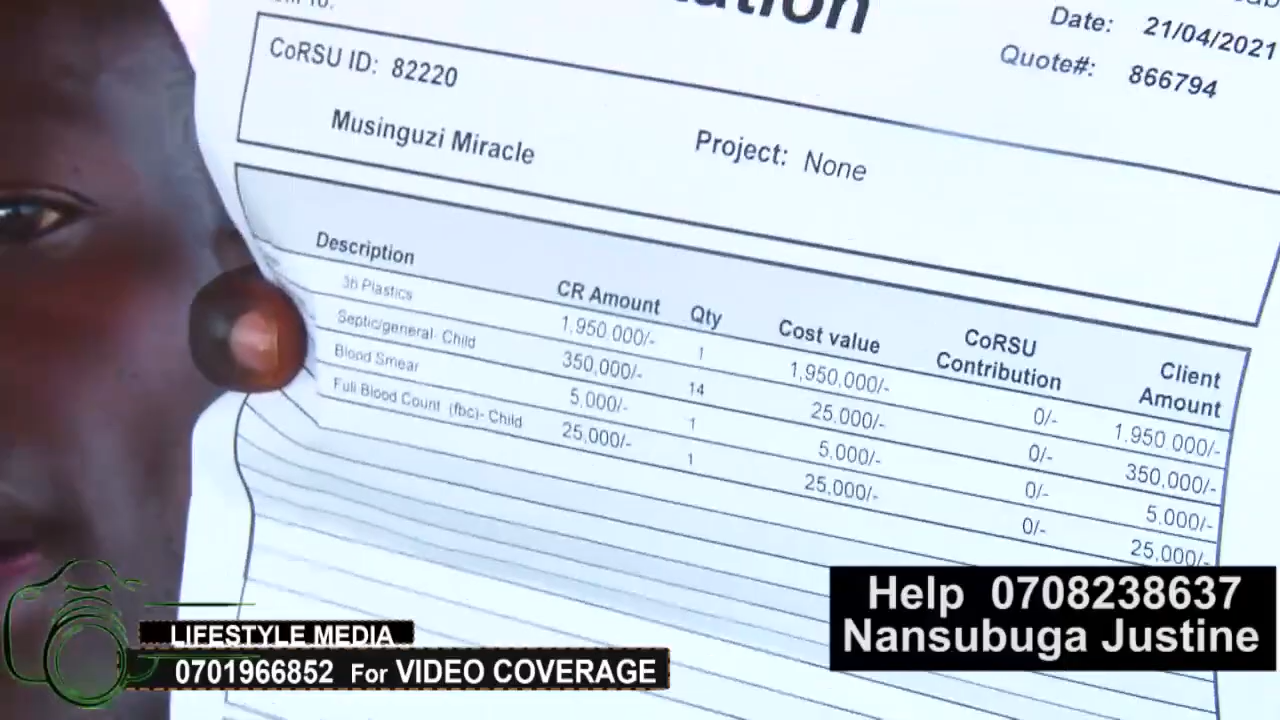 Date: 21/04/2021
Quote#: 866794
CoRSU ID: 82220
Musinguzi Miracle
Project: None
Description CR Amount Qty Cost value CoRSU Contribution Client Amount
3b Plastics 1,950,000/- 1 1,950,000/- 0/- 1.950 000/-
Septic/general- Child 350,000/- 14 25.000/- 0/- 350,000/-
Blood Smear 5,000/- 1 5.000/- 0/- 5.000/-
Full Blood Count (fbc)- Child 25,000/- 1 25,000/- 0/- 25.000/-
Help 0708238637
Nansubuga Justine
LIFESTYLE MEDIA
0701966852 For VIDEO COVERAGE